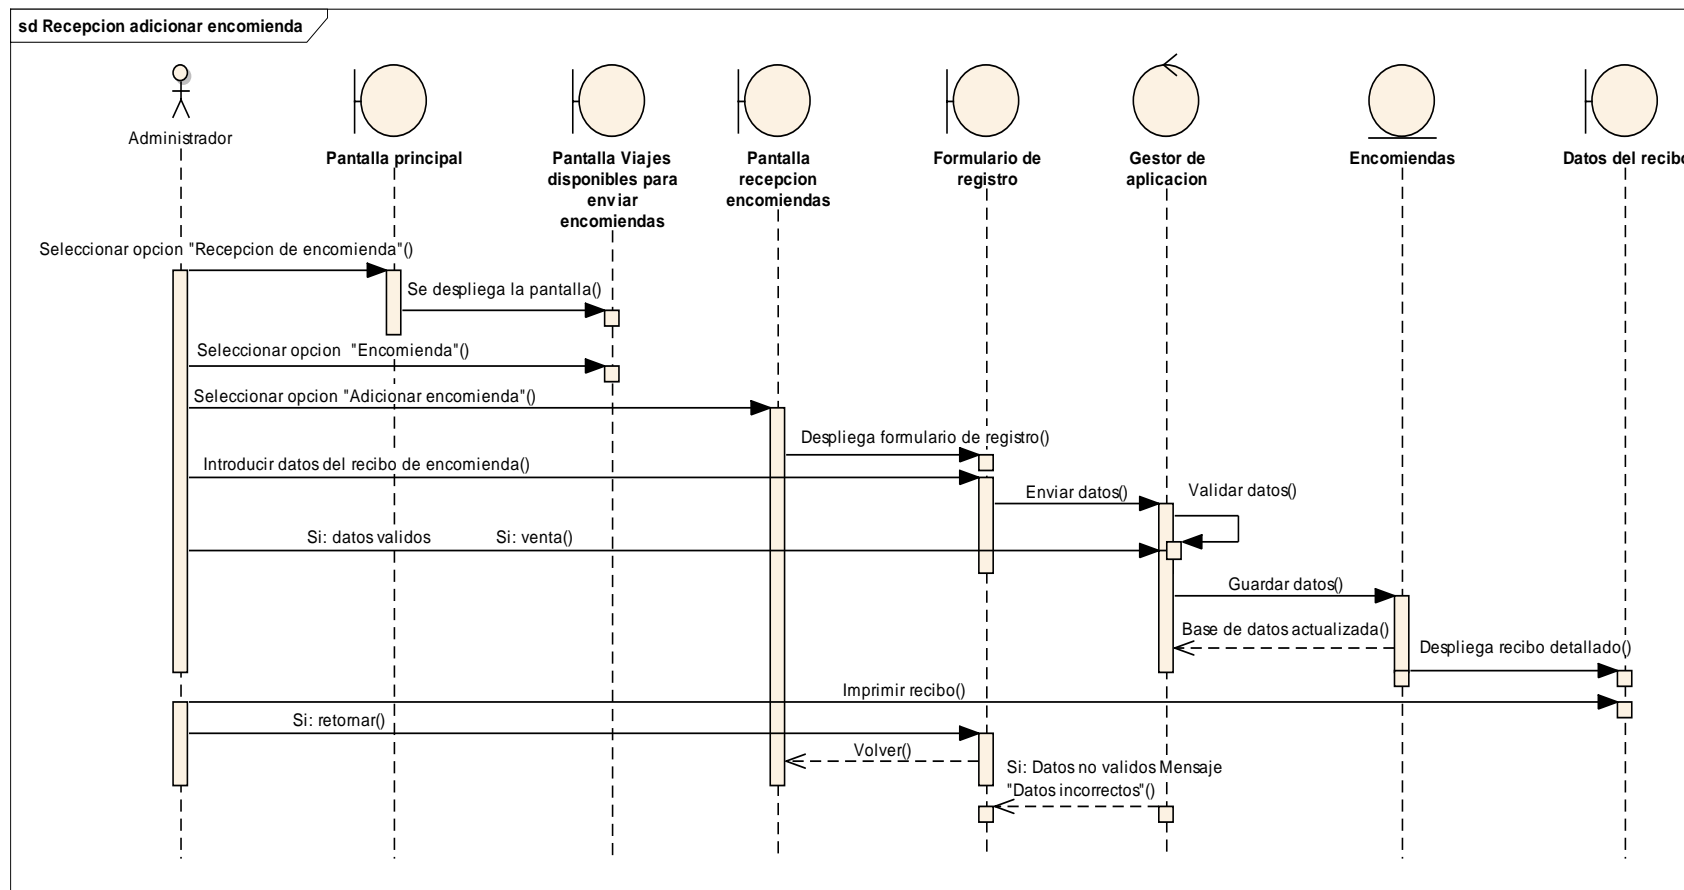 sd Recepcion adicionar encomienda
Administrador
Pantalla principal
Pantalla Viajes
disponibles para
enviar
encomiendas
Pantalla
recepcion
encomiendas
Formulario de
registro
Gestor de
aplicacion
Encomiendas
Datos del recibo
Seleccionar opcion "Recepcion de encomienda"()
Se despliega la pantalla()
Seleccionar opcion "Encomienda"()
Seleccionar opcion "Adicionar encomienda"()
Despliega formulario de registro()
Introducir datos del recibo de encomienda()
Enviar datos()
Validar datos()
Si: datos validos Si: venta()
Guardar datos()
Base de datos actualizada()
Despliega recibo detallado()
Imprimir recibo()
Si: retornar()
Volver()
Si: Datos no validos Mensaje
"Datos incorrectos"()